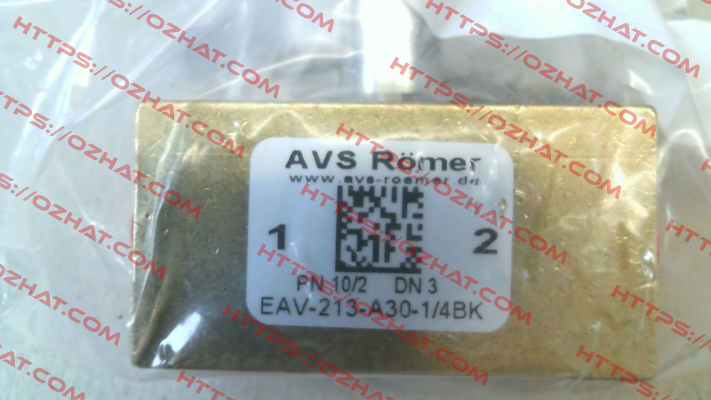 AVS Römer
www.avs-roemer.de
1 2
PN 10/2 DN 3
EAV-213-A30-1/4BK
HTTPS://OZHAT.COM